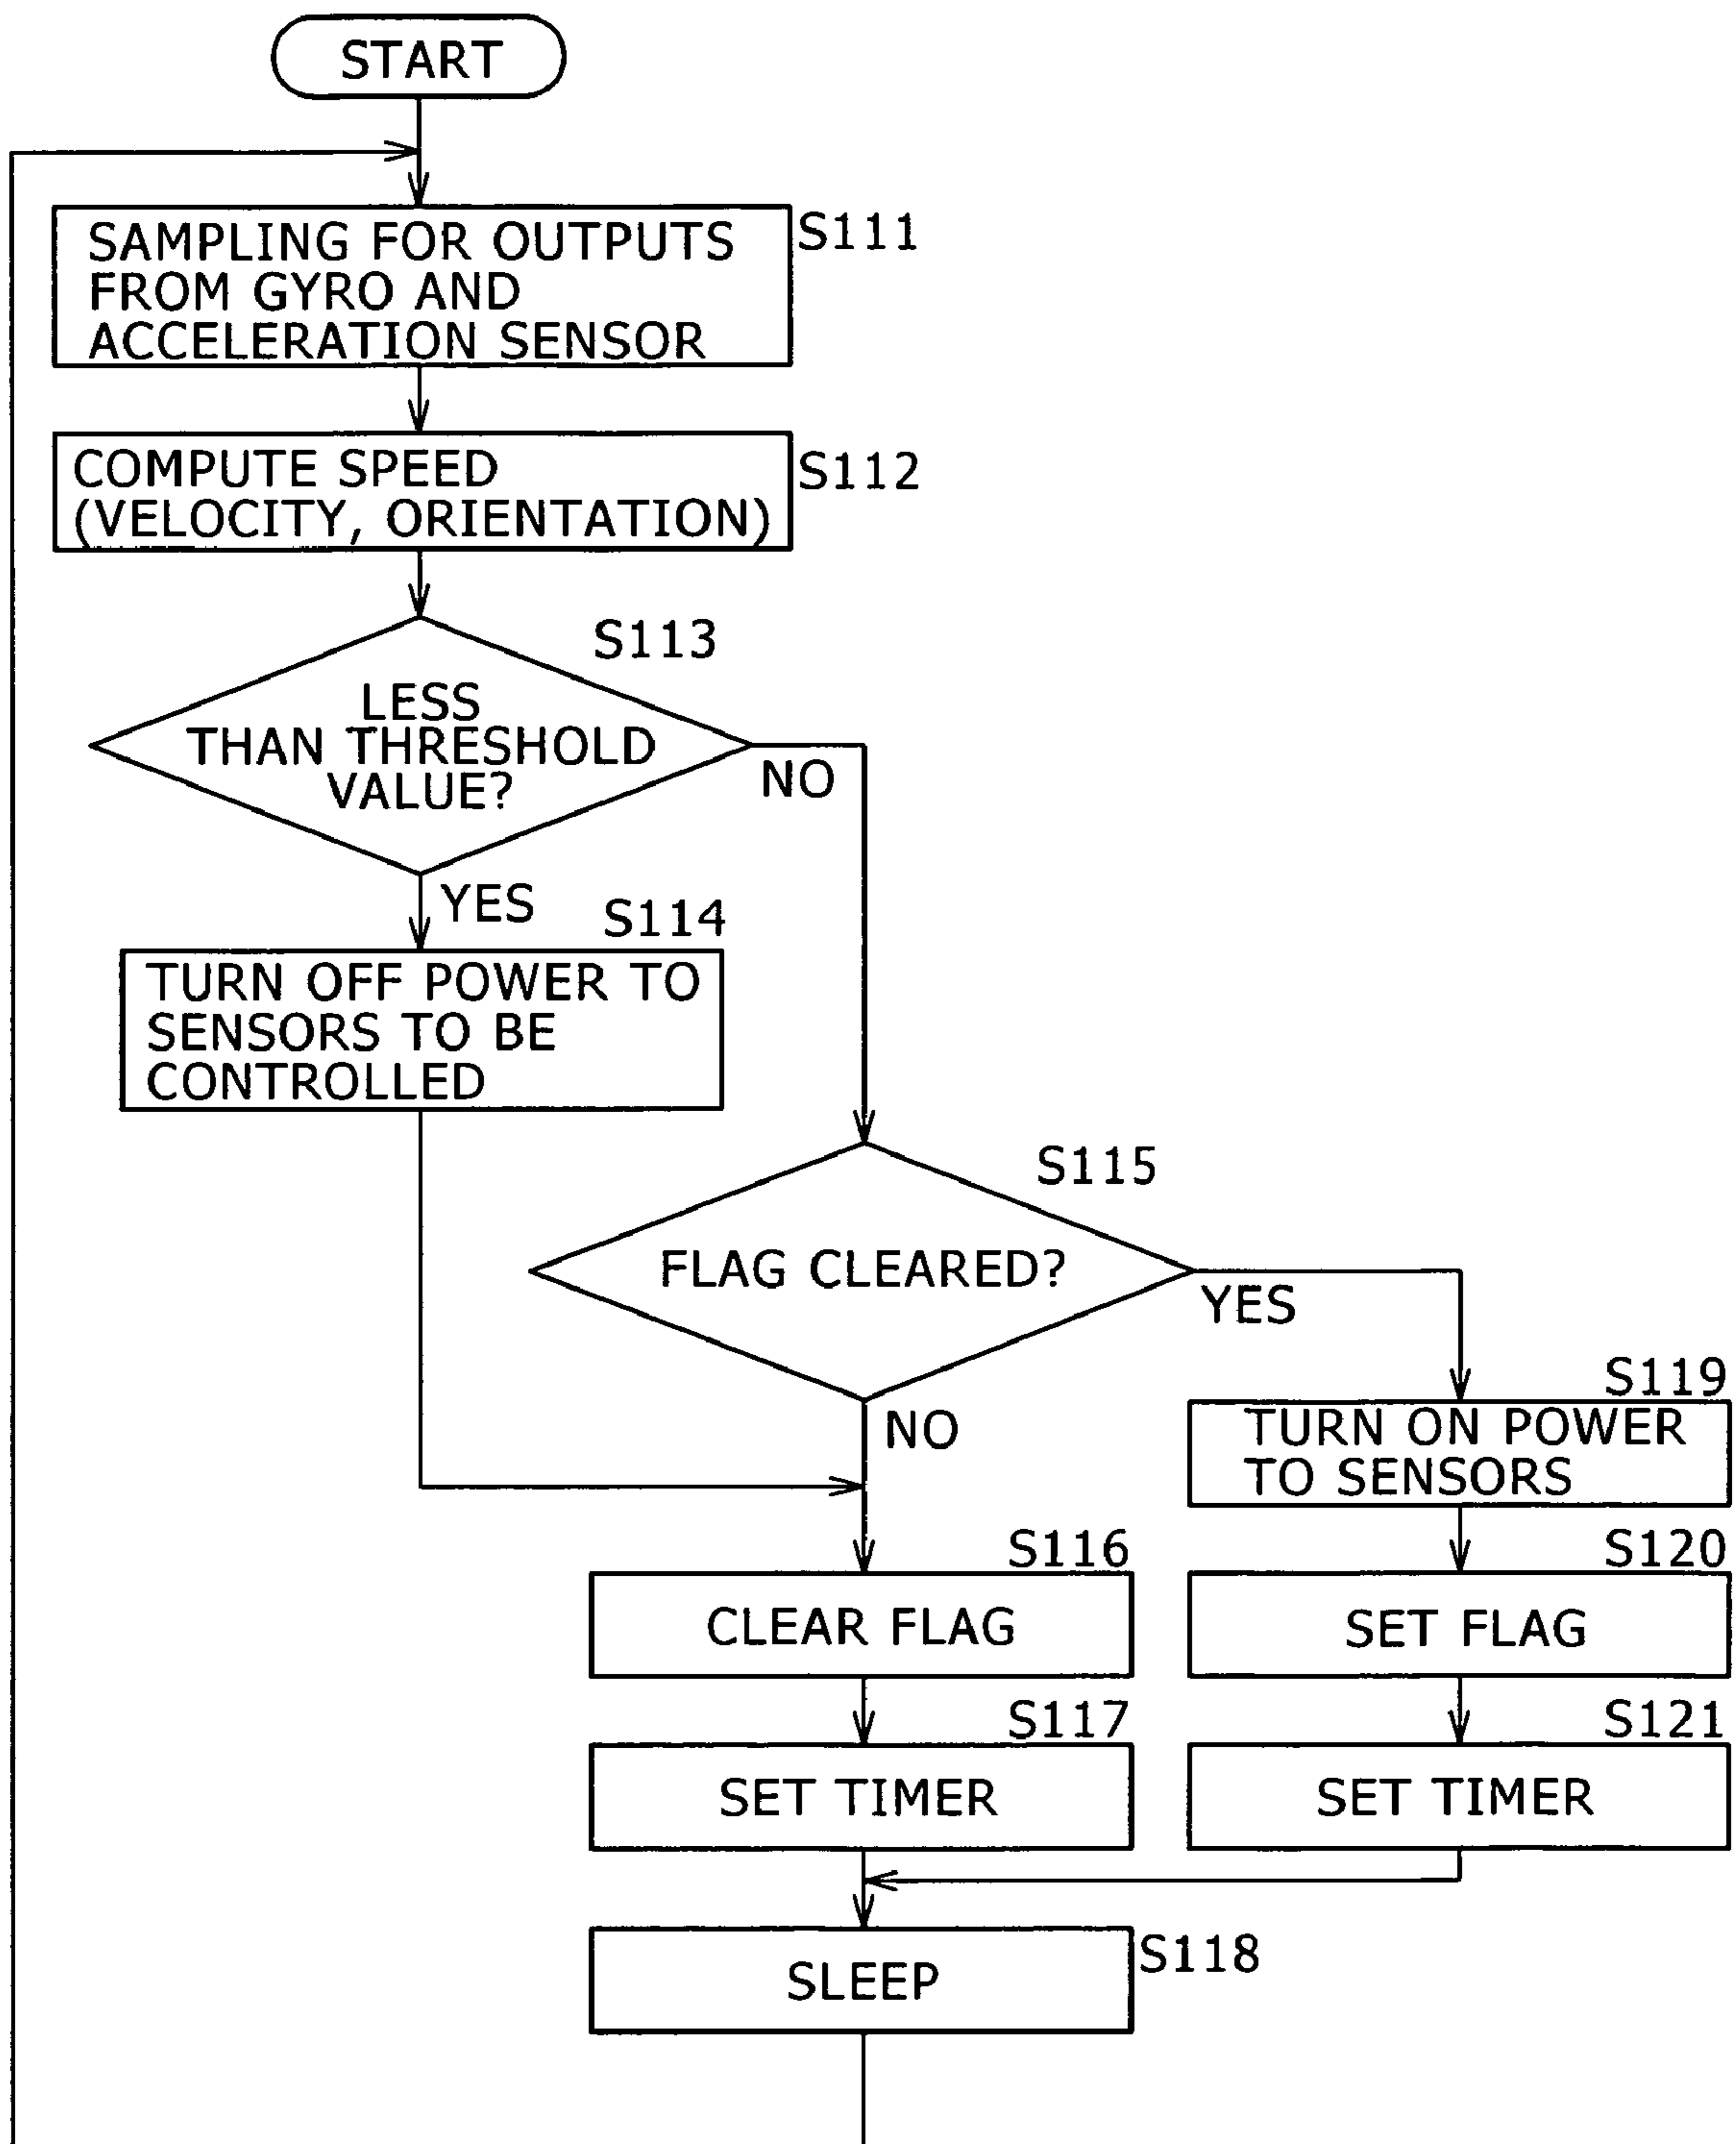 START
SAMPLING FOR OUTPUTS
FROM GYRO AND
ACCELERATION SENSOR
S111
COMPUTE SPEED
(VELOCITY, ORIENTATION)
S112
S113
LESS
THAN THRESHOLD
VALUE?
NO
YES
S114
TURN OFF POWER TO
SENSORS TO BE
CONTROLLED
S115
FLAG CLEARED?
YES
NO
S119
TURN ON POWER
TO SENSORS
S116
CLEAR FLAG
S120
SET FLAG
S117
SET TIMER
S121
SET TIMER
SLEEP
S118